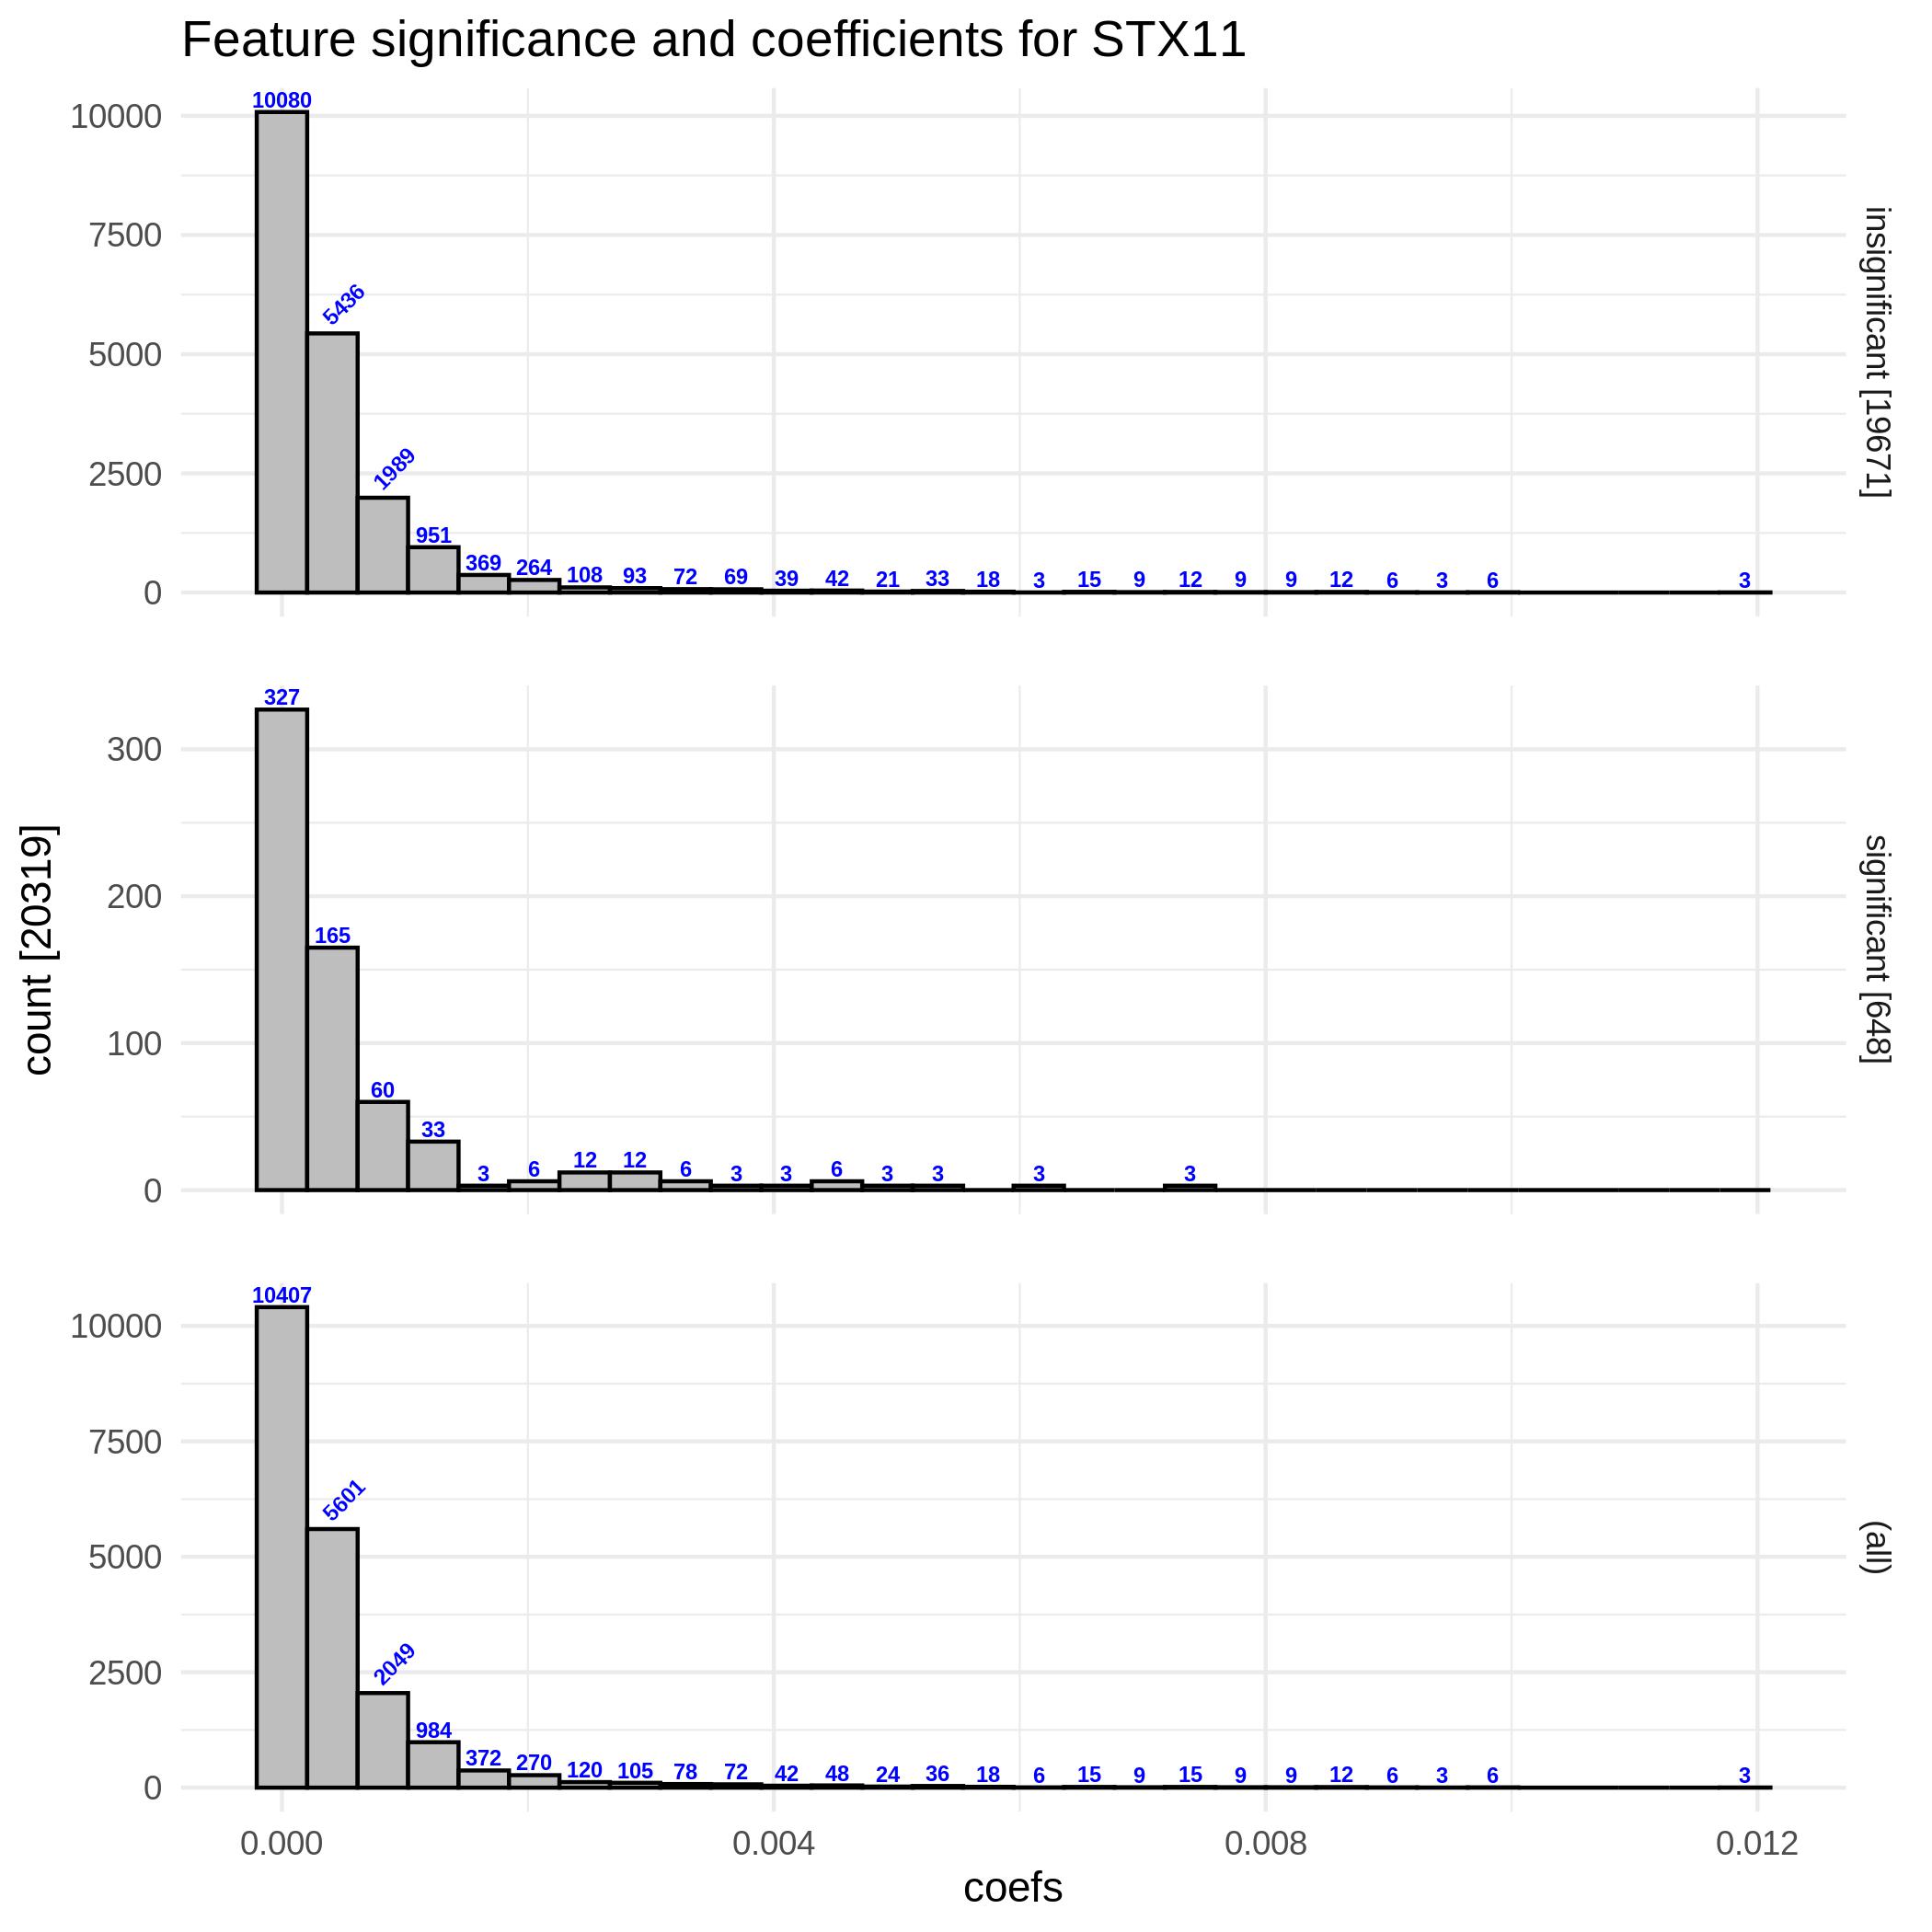 Feature significance and coefficients for STX11
10080
10000
7500
5436
5000
1989
2500
951
369 264 108 93 72 69 39 42 21 33 18 3 15 9 12 9 9 12 6 3 6 3
0
insignificant [19671]
327
300
200
165
100
60
33
3 6 12 12 6 3 3 6 3 3 3 3
0
significant [648]
count [20319]
10407
10000
7500
5601
5000
2049
2500
984
372 270 120 105 78 72 42 48 24 36 18 6 15 9 15 9 9 12 6 3 6 3
0
(all)
0.000 0.004 0.008 0.012
coefs